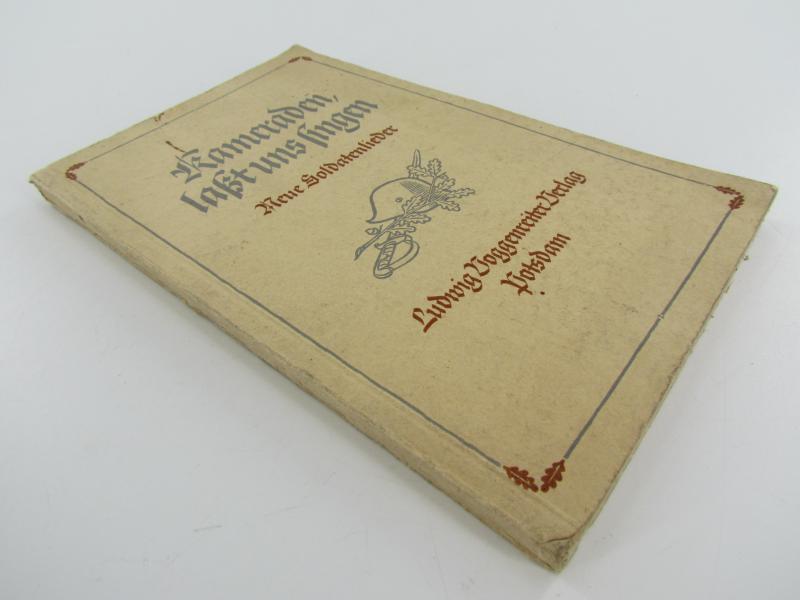 Kameraden,
laßt uns singen
Neue Soldatenlieder
Ludwig Voggenreiter Verlag
Potsdam